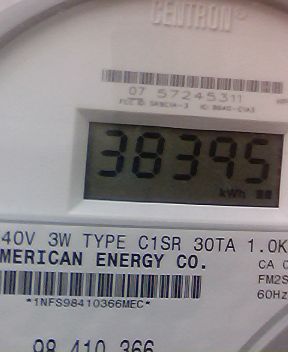 CENTRON®
07 57245311
38395
kWh
40V 3W TYPE C1SR 30TA 1.0K
MERICAN ENERGY CO.
CA 0
FM2S
60Hz
*1NFS98410366MEC*
98 410 366